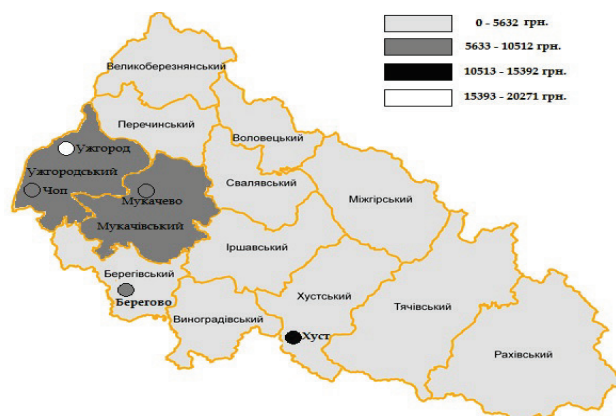 0 - 5632 грн.
5633 - 10512 грн.
10513 - 15392 грн.
15393 - 20271 грн.
Великоберезнянський
Перечинський
Воловецький
Ужгород
Ужгородський
Чоп
Свалявський
Мукачево
Міжгірський
Мукачівський
Іршавський
Берегівський
Берегово
Хустський
Тячівський
Виноградівський
Хуст
Рахівський